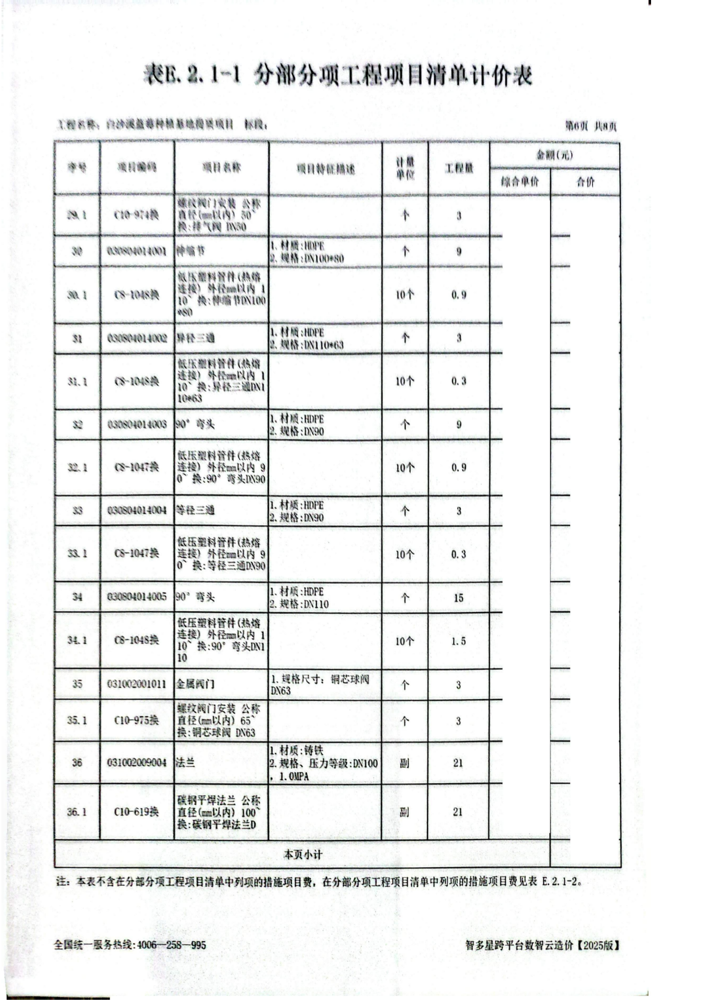 表E.2.1-1 分部分项工程项目清单计价表
工程名称：白沙溪蓝莓种植基地提质项目 标段：
第6页 共8页
序号 项目编码 项目名称 项目特征描述 计量单位 工程量 金额(元)
综合单价 合价
29.1 C10-974换 螺纹阀门安装 公称
直径(mm以内) 50`
换:排气阀 DN50 个 3
30 030804014001 伸缩节 1.材质:HDPE
2.规格:DN100*80 个 9
30.1 C8-1048换 低压塑料管件(热熔
连接) 外径mm以内 1
10` 换:伸缩节DN100
*80 10个 0.9
31 030804014002 异径三通 1.材质:HDPE
2.规格:DN110*63 个 3
31.1 C8-1048换 低压塑料管件(热熔
连接) 外径mm以内 1
10` 换:异径三通DN1
10*63 10个 0.3
32 030804014003 90°弯头 1.材质:HDPE
2.规格:DN90 个 9
32.1 C8-1047换 低压塑料管件(热熔
连接) 外径mm以内 9
0` 换:90°弯头DN90 10个 0.9
33 030804014004 等径三通 1.材质:HDPE
2.规格:DN90 个 3
33.1 C8-1047换 低压塑料管件(热熔
连接) 外径mm以内 9
0` 换:等径三通DN90 10个 0.3
34 030804014005 90°弯头 1.材质:HDPE
2.规格:DN110 个 15
34.1 C8-1048换 低压塑料管件(热熔
连接) 外径mm以内 1
10` 换:90°弯头DN1
10 10个 1.5
35 031002001011 金属阀门 1.规格尺寸：铜芯球阀
DN63 个 3
35.1 C10-975换 螺纹阀门安装 公称
直径(mm以内) 65`
换:铜芯球阀 DN63 个 3
36 031002009004 法兰 1.材质:铸铁
2.规格、压力等级:DN100
，1.0MPA 副 21
36.1 C10-619换 碳钢平焊法兰 公称
直径(mm以内) 100`
换:碳钢平焊法兰D 副 21
本页小计
注：本表不含在分部分项工程项目清单中列项的措施项目费，在分部分项工程项目清单中列项的措施项目费见表 E.2.1-2。
全国统一服务热线:4006—258—995
智多星跨平台数智云造价【2025版】